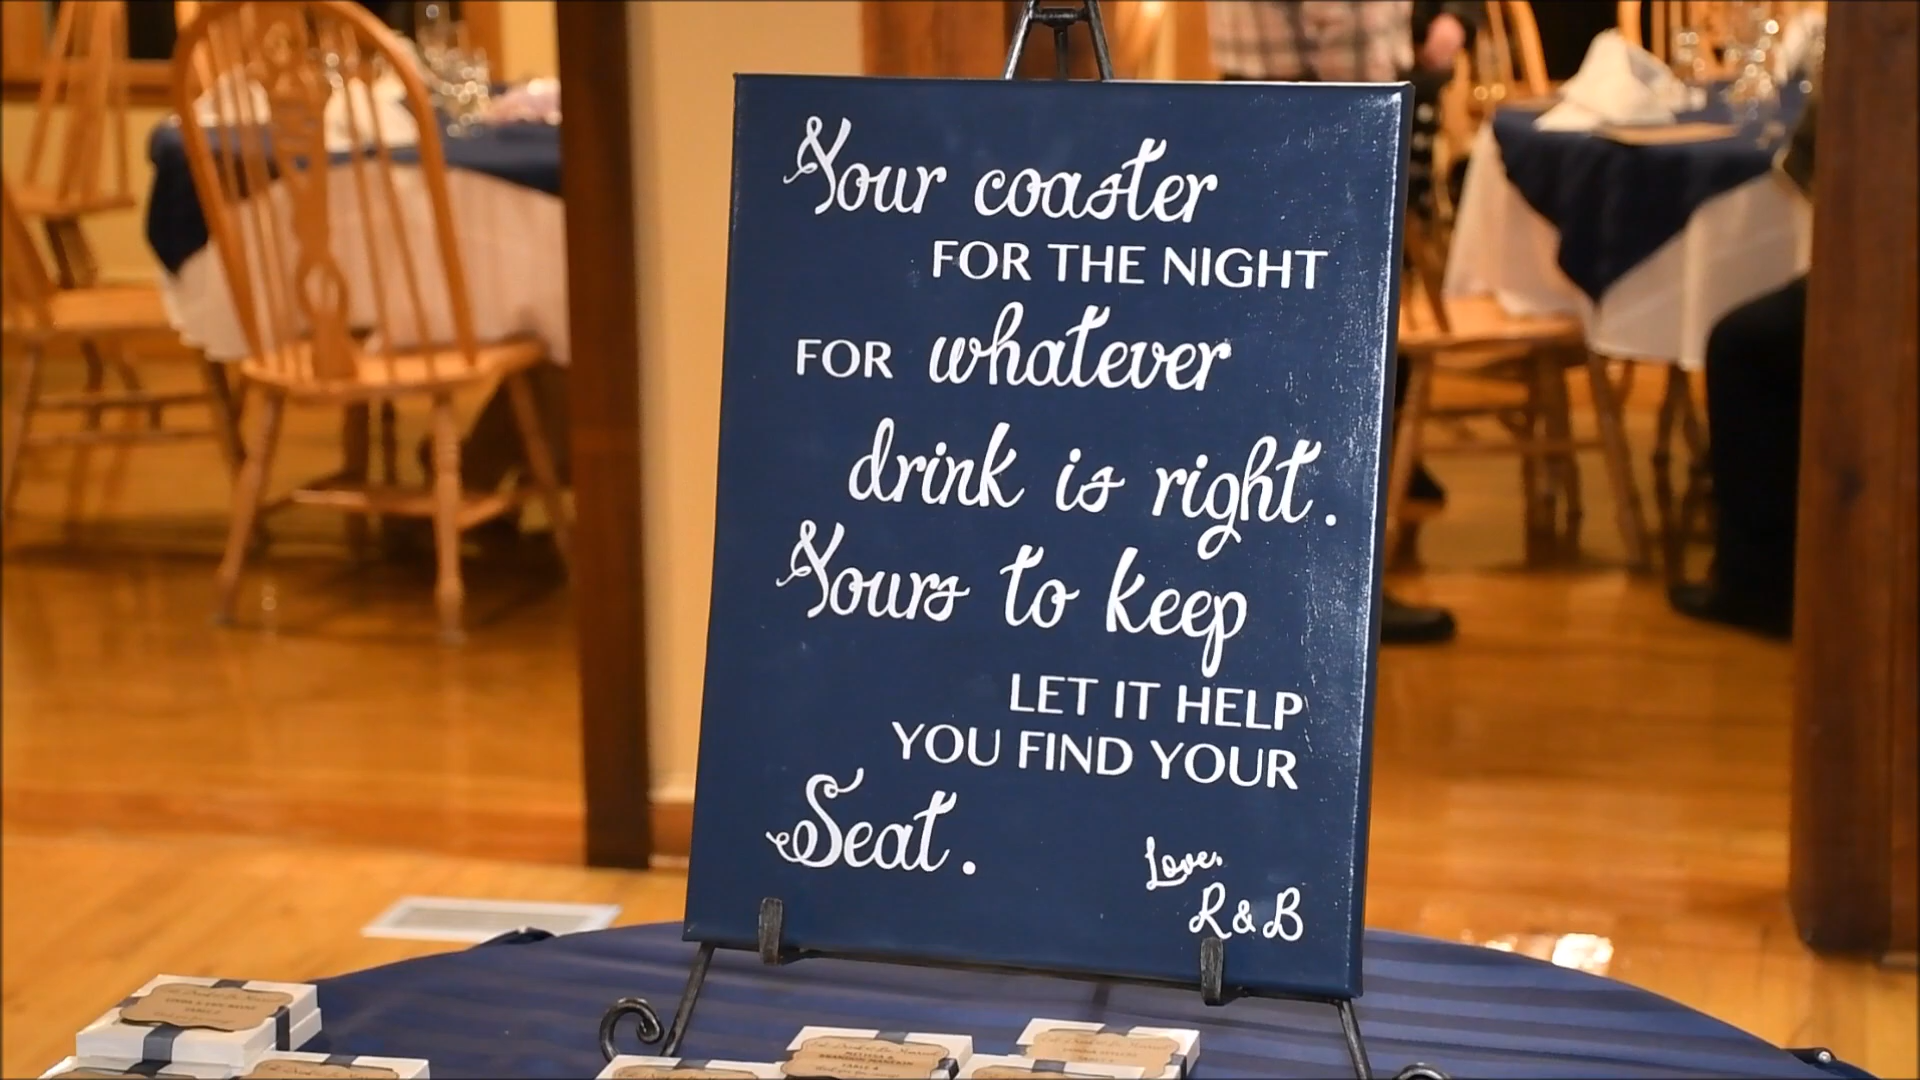 Your coaster
FOR THE NIGHT
FOR whatever
drink is right.
Yours to keep
LET IT HELP
YOU FIND YOUR
Seat.
Love,
R & B